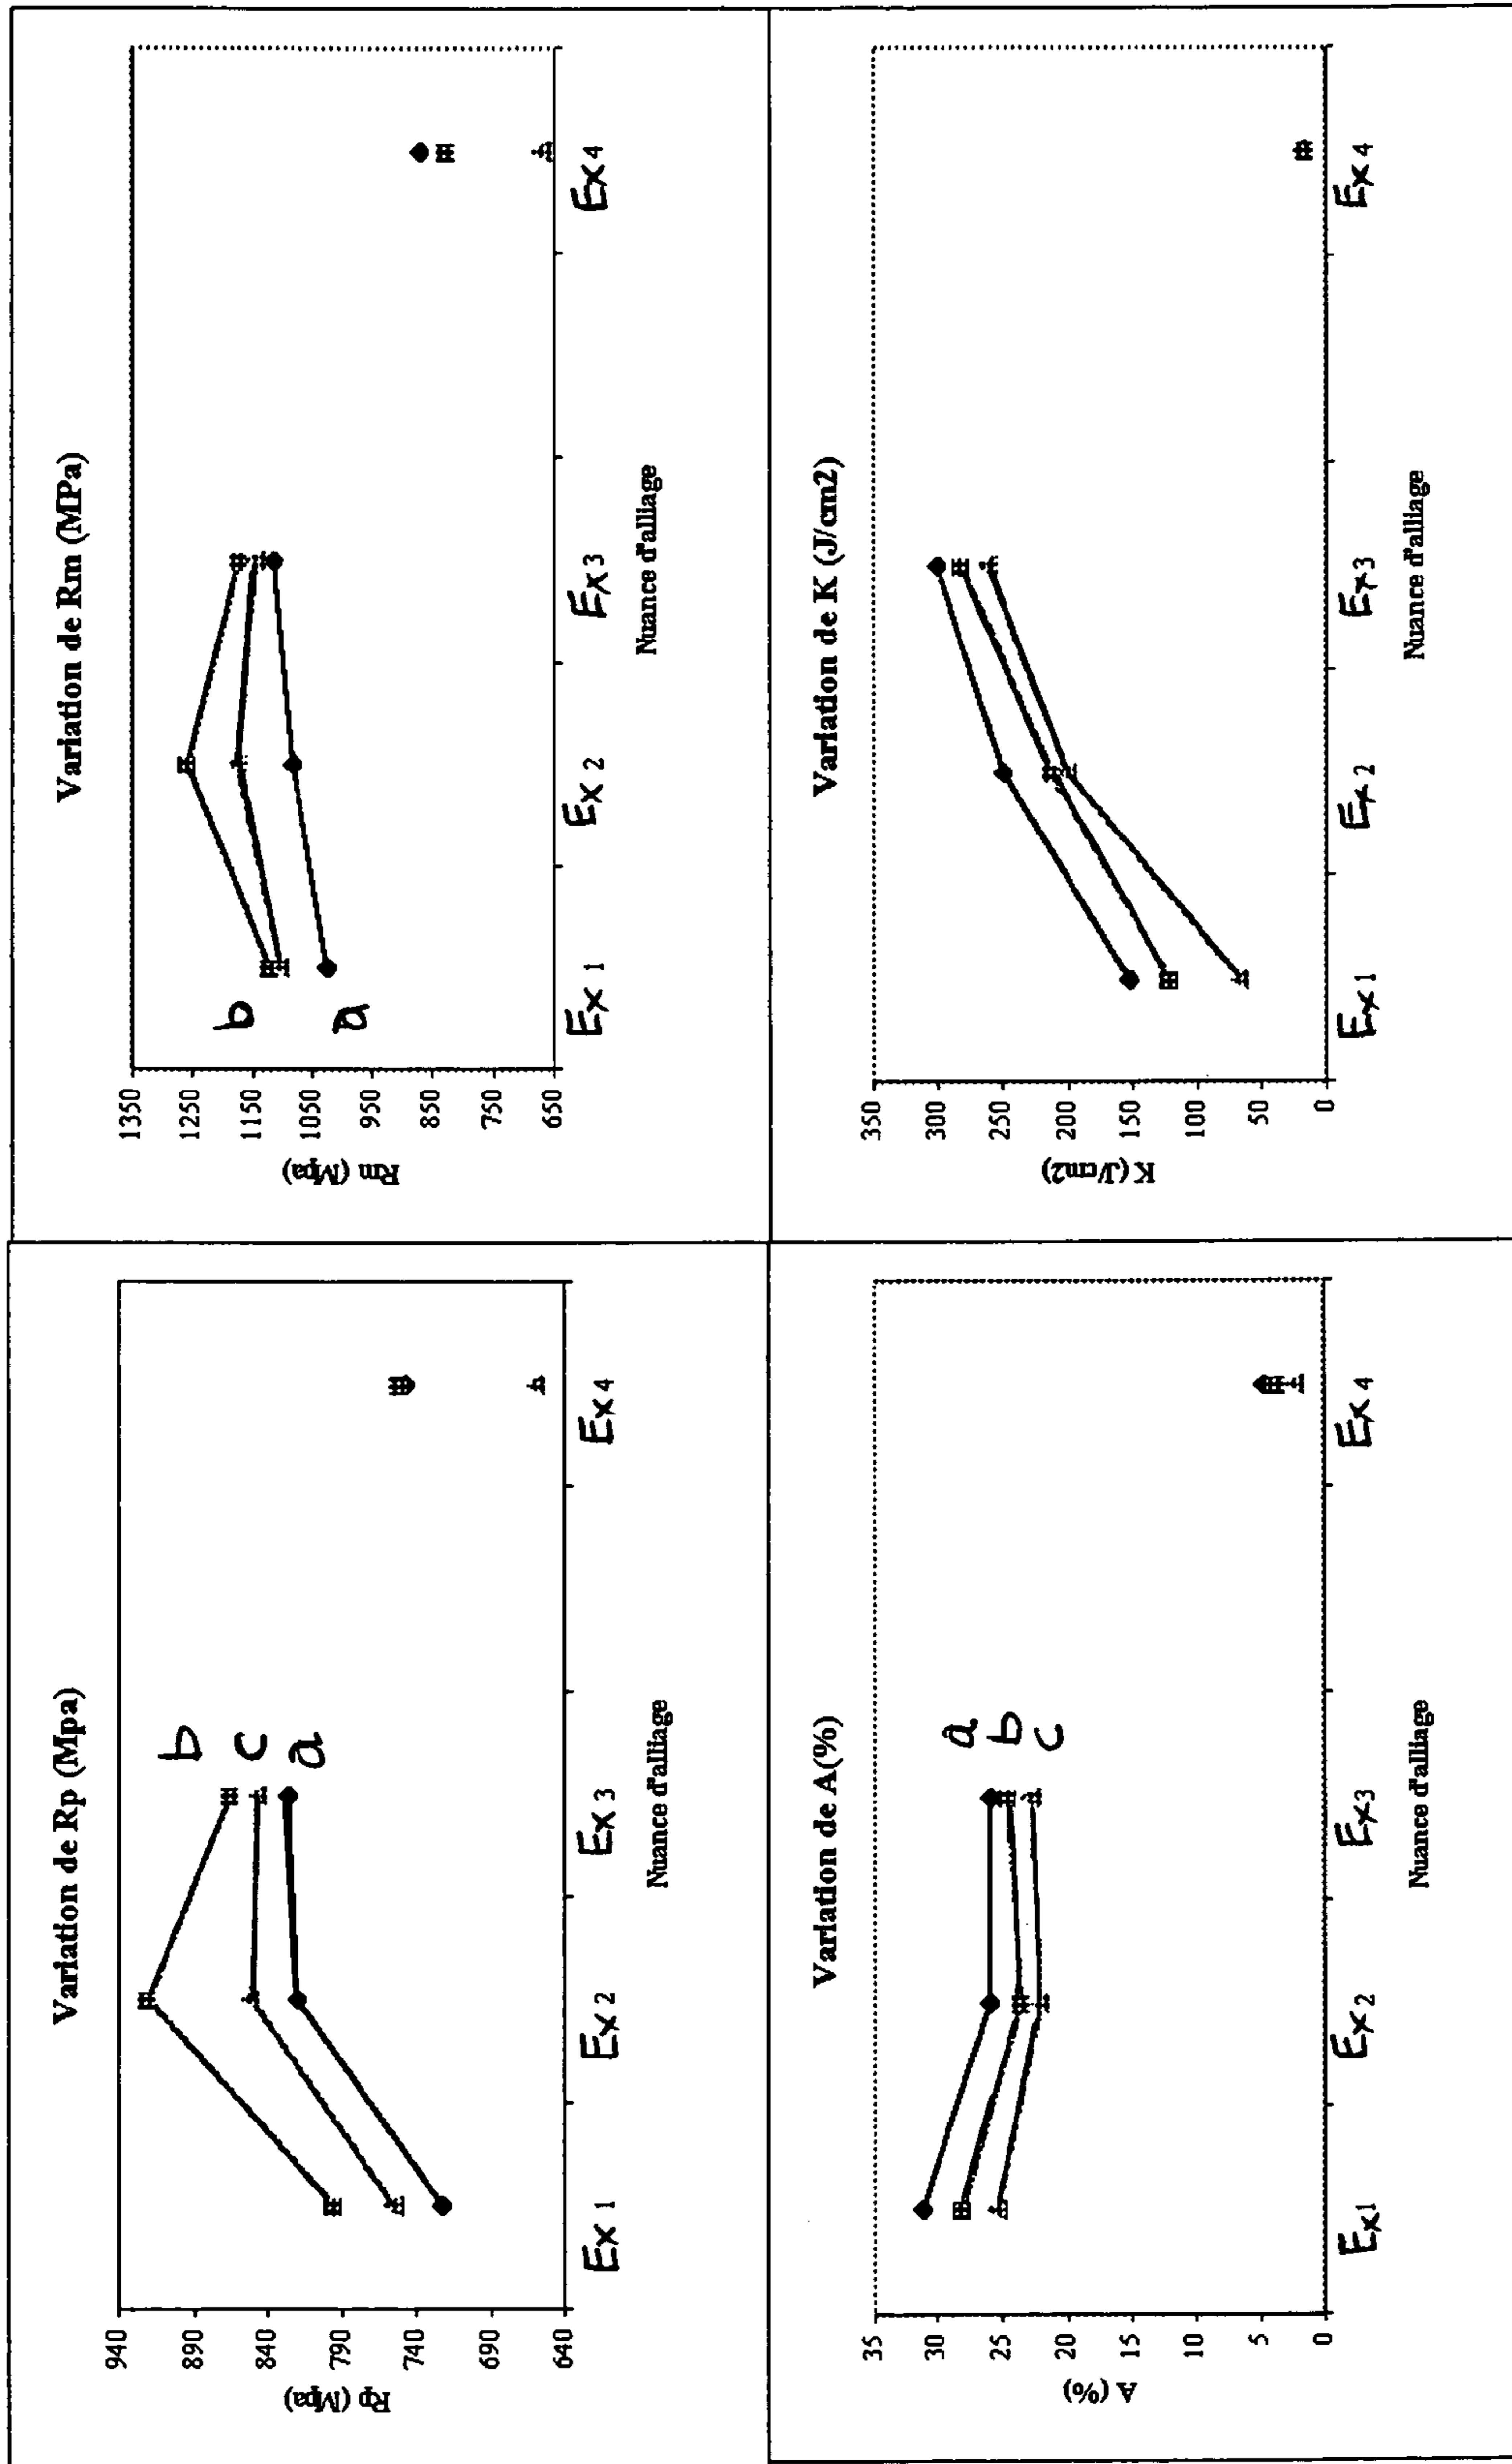 Variation de Rp (Mpa)
Rp (Mpa)
940
890
840
790
740
690
640
b
c
a
Ex 1
Ex 2
Ex 3
Ex 4
Nuance d'alliage
Variation de Rm (MPa)
Rm (Mpa)
1350
1250
1150
1050
950
850
750
650
b
a
Ex 1
Ex 2
Ex 3
Ex 4
Nuance d'alliage
Variation de A(%)
A (%)
35
30
25
20
15
10
5
0
a
b
c
Ex1
Ex 2
Ex3
Ex 4
Nuance d'alliage
Variation de K (J/cm2)
K (J/cm2)
350
300
250
200
150
100
50
0
Ex 1
Ex 2
Ex 3
Ex 4
Nuance d'alliage